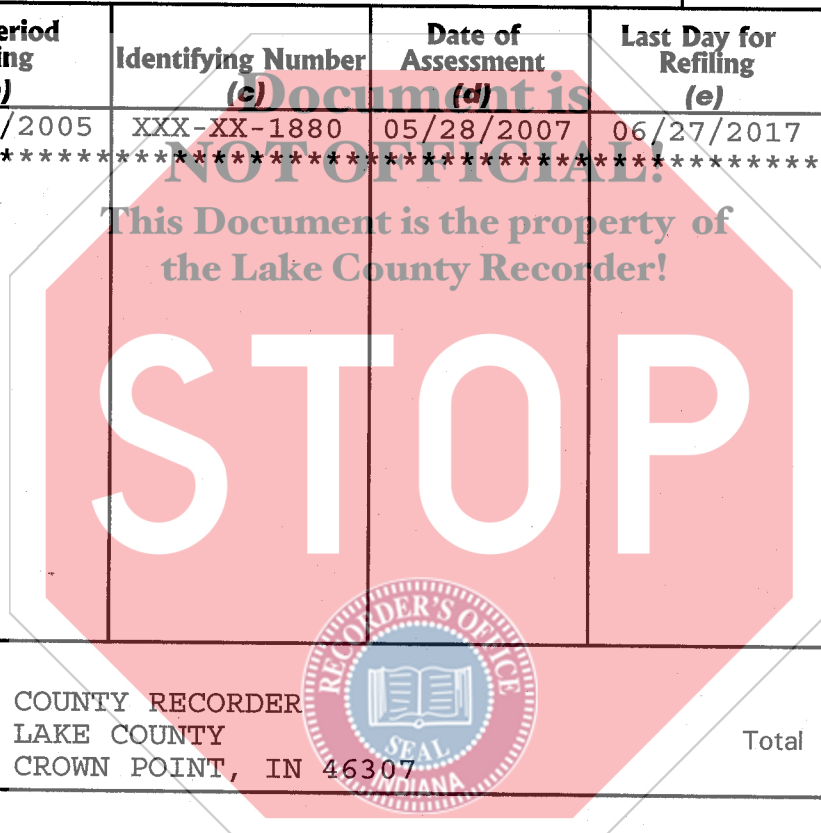 eriod
ing
)
Identifying Number
(c)
Date of
Assessment
(d)
Last Day for
Refiling
(e)
/2005 XXX-XX-1880 05/28/2007 06/27/2017
*******************************************
Document is
NOT OFFICIAL!
This Document is the property of
the Lake County Recorder!
STOP
RECORDER'S OFFICE
SEAL
INDIANA
COUNTY RECORDER
LAKE COUNTY
CROWN POINT, IN 46307
Total